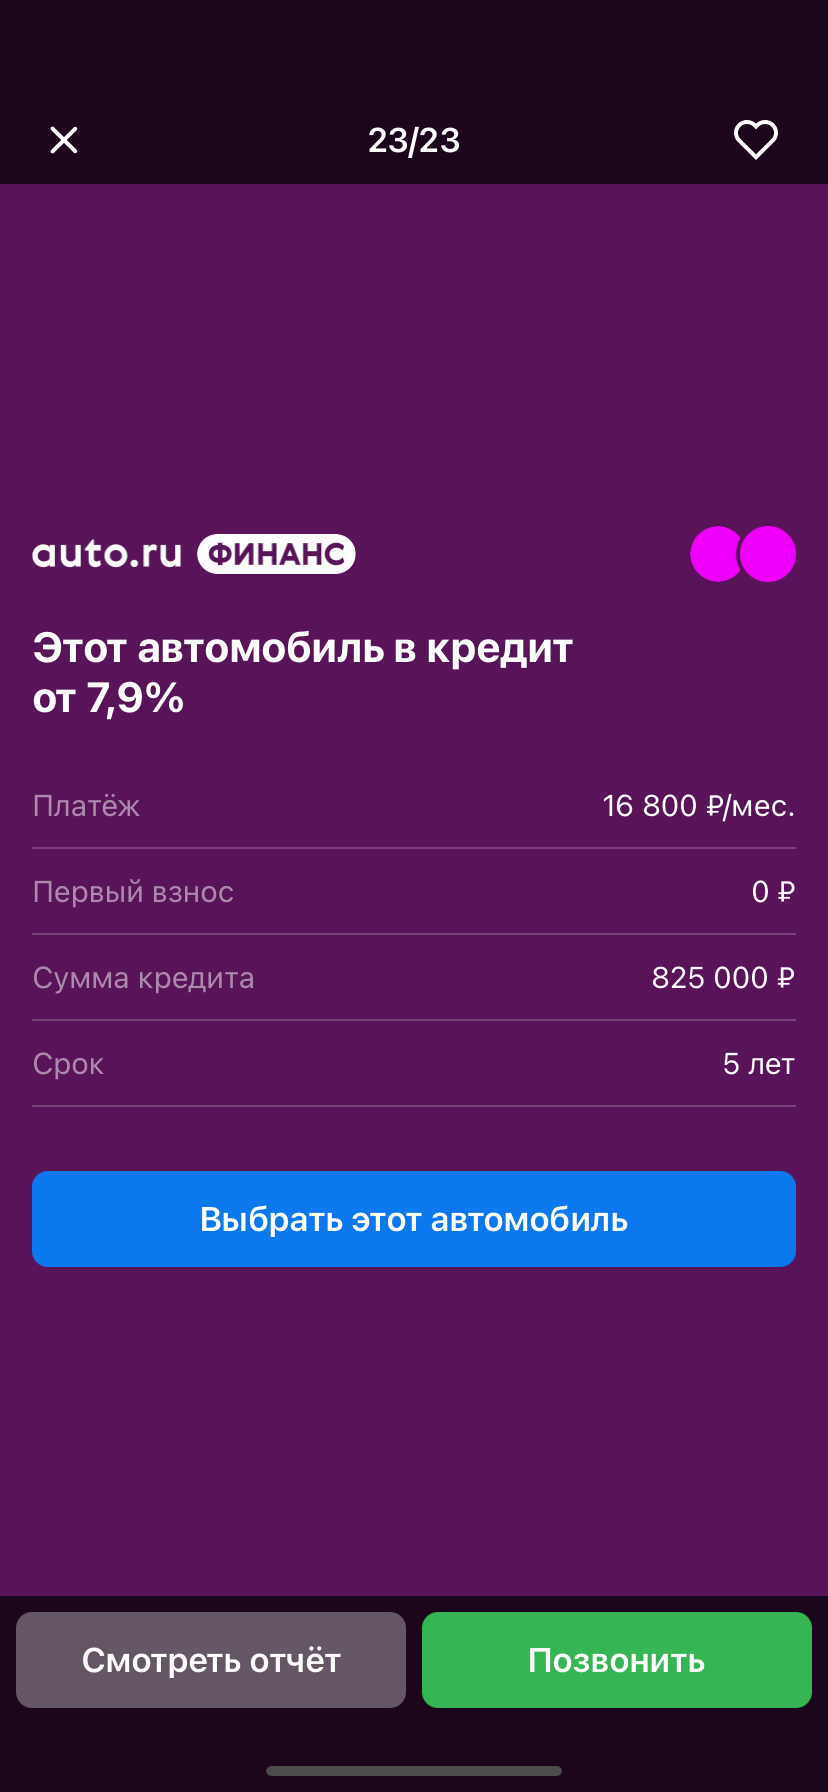 23/23
auto.ru ФИНАНС
Этот автомобиль в кредит
от 7,9%
Платёж 16 800 ₽/мес.
Первый взнос 0 ₽
Сумма кредита 825 000 ₽
Срок 5 лет
Выбрать этот автомобиль
Смотреть отчёт Позвонить